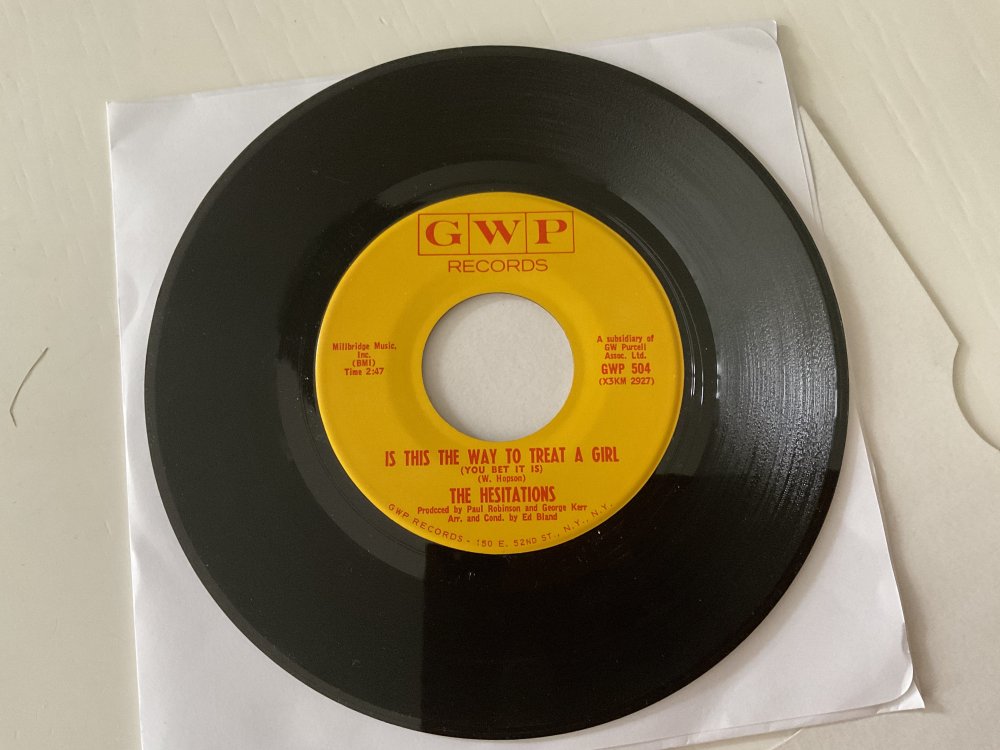 GWP
RECORDS
Millbridge Music,
Inc.
(BMI)
Time 2:47
A subsidiary of
GW Purcell
Assoc. Ltd.
GWP 504
(X3KM 2927)
IS THIS THE WAY TO TREAT A GIRL
(YOU BET IT IS)
(W. Hopson)
THE HESITATIONS
Prodcced by Paul Robinson and George Kerr
Arr. and Cond. by Ed Bland
GWP RECORDS - 150 E. 52ND ST., N.Y., N.Y.